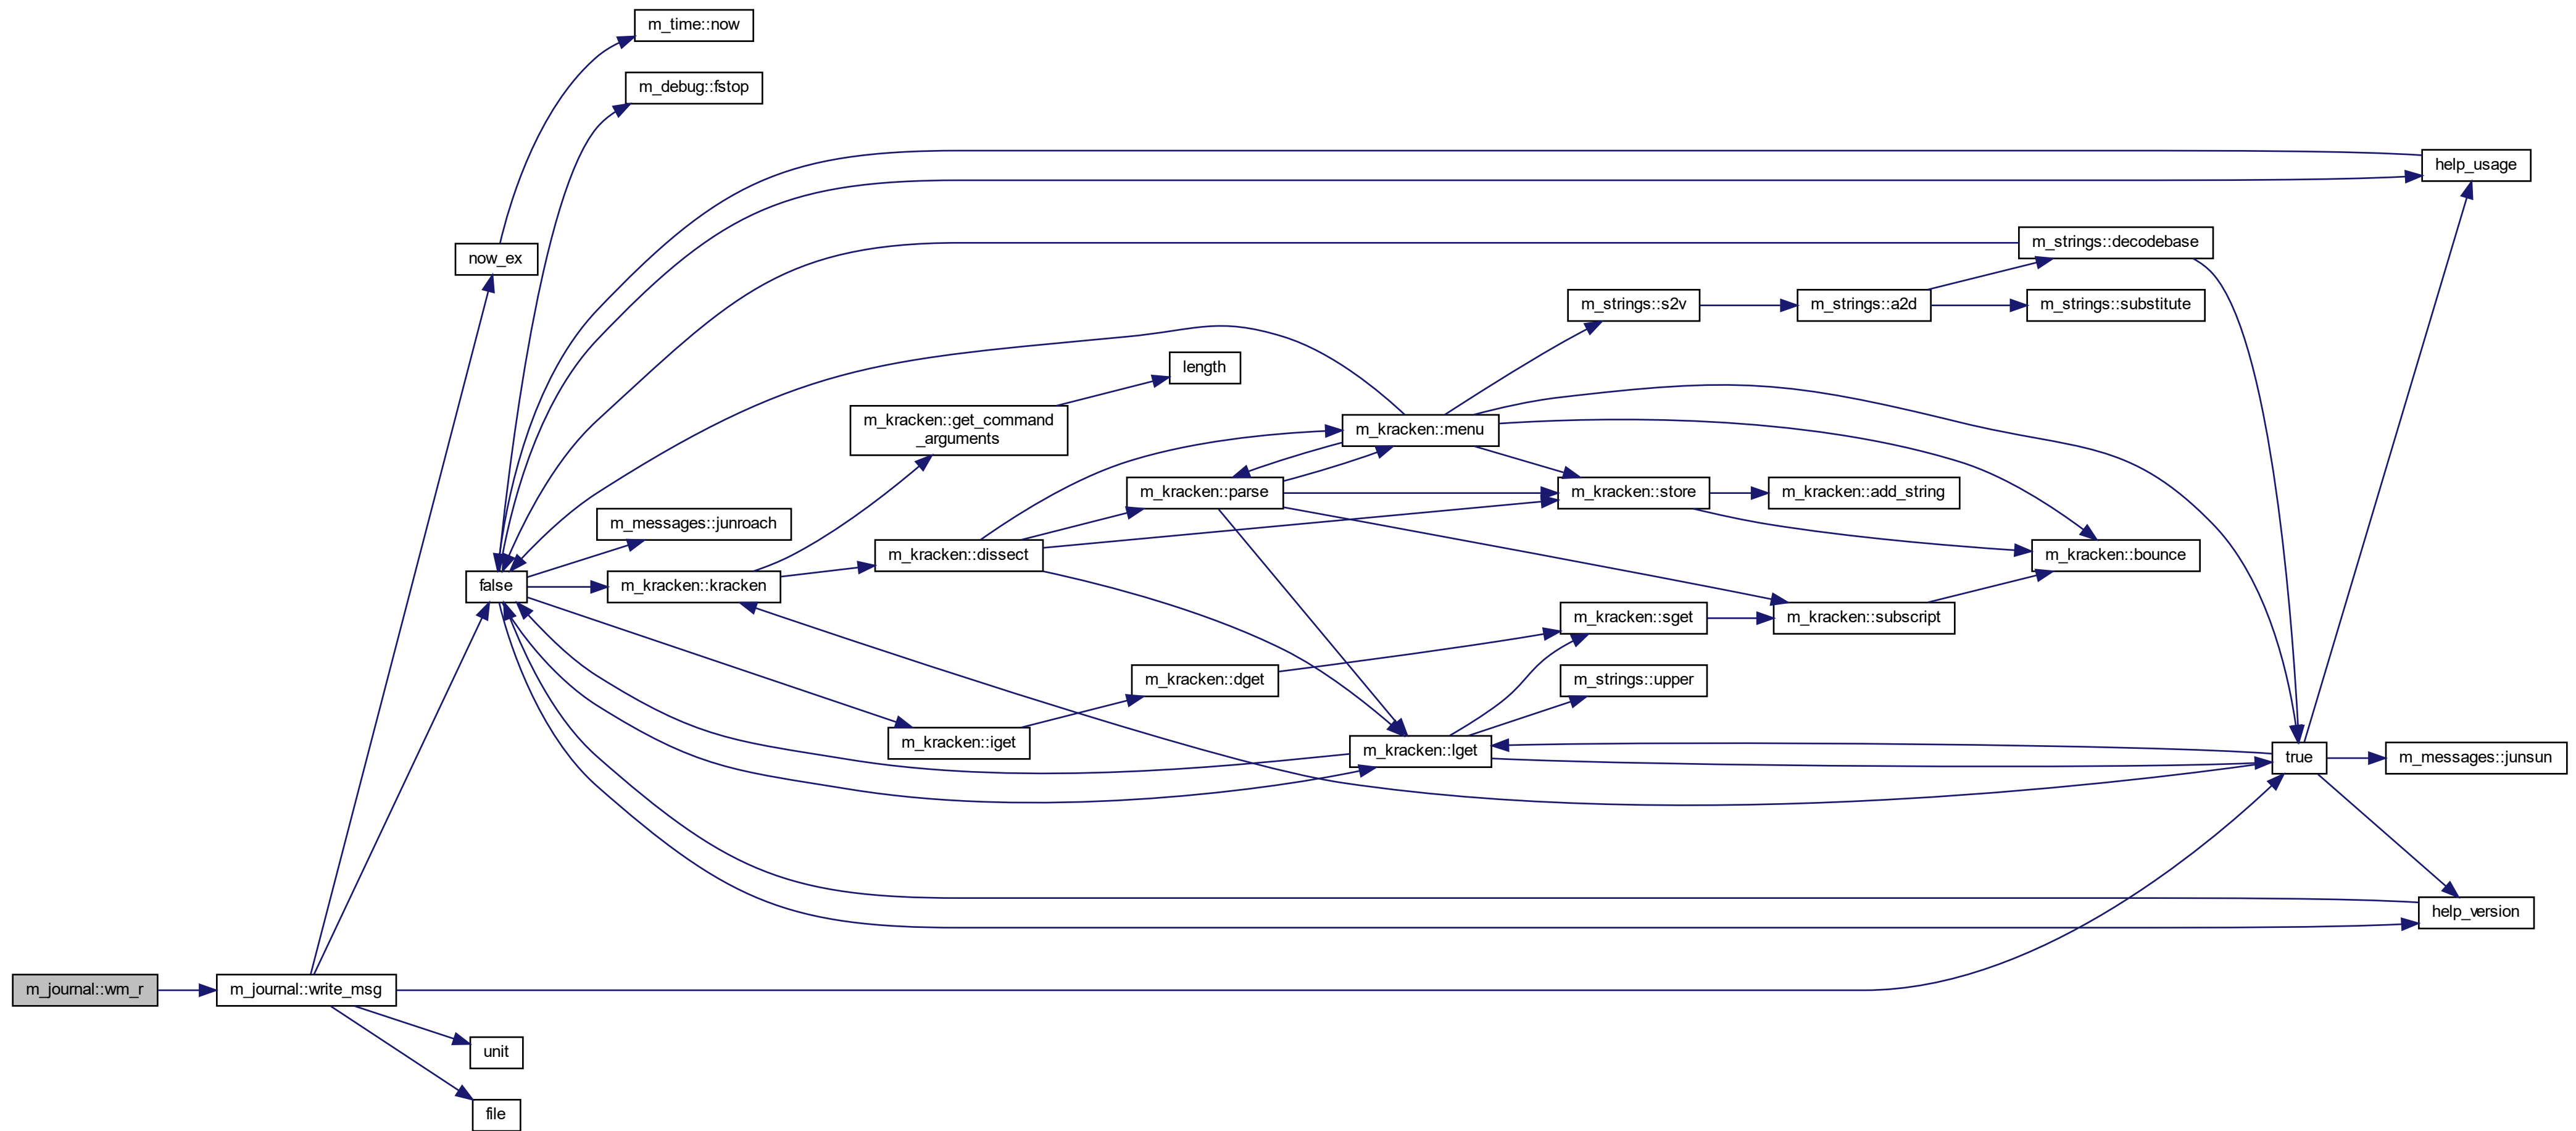 m_time::now
m_debug::fstop
help_usage
m_strings::decodebase
now_ex
m_strings::s2v
m_strings::a2d
m_strings::substitute
length
m_kracken::get_command
_arguments
m_kracken::menu
m_kracken::parse
m_kracken::store
m_kracken::add_string
m_messages::junroach
m_kracken::dissect
m_kracken::bounce
false
m_kracken::kracken
m_kracken::sget
m_kracken::subscript
m_kracken::dget
m_strings::upper
m_kracken::iget
m_kracken::lget
true
m_messages::junsun
help_version
m_journal::wm_r
m_journal::write_msg
unit
file